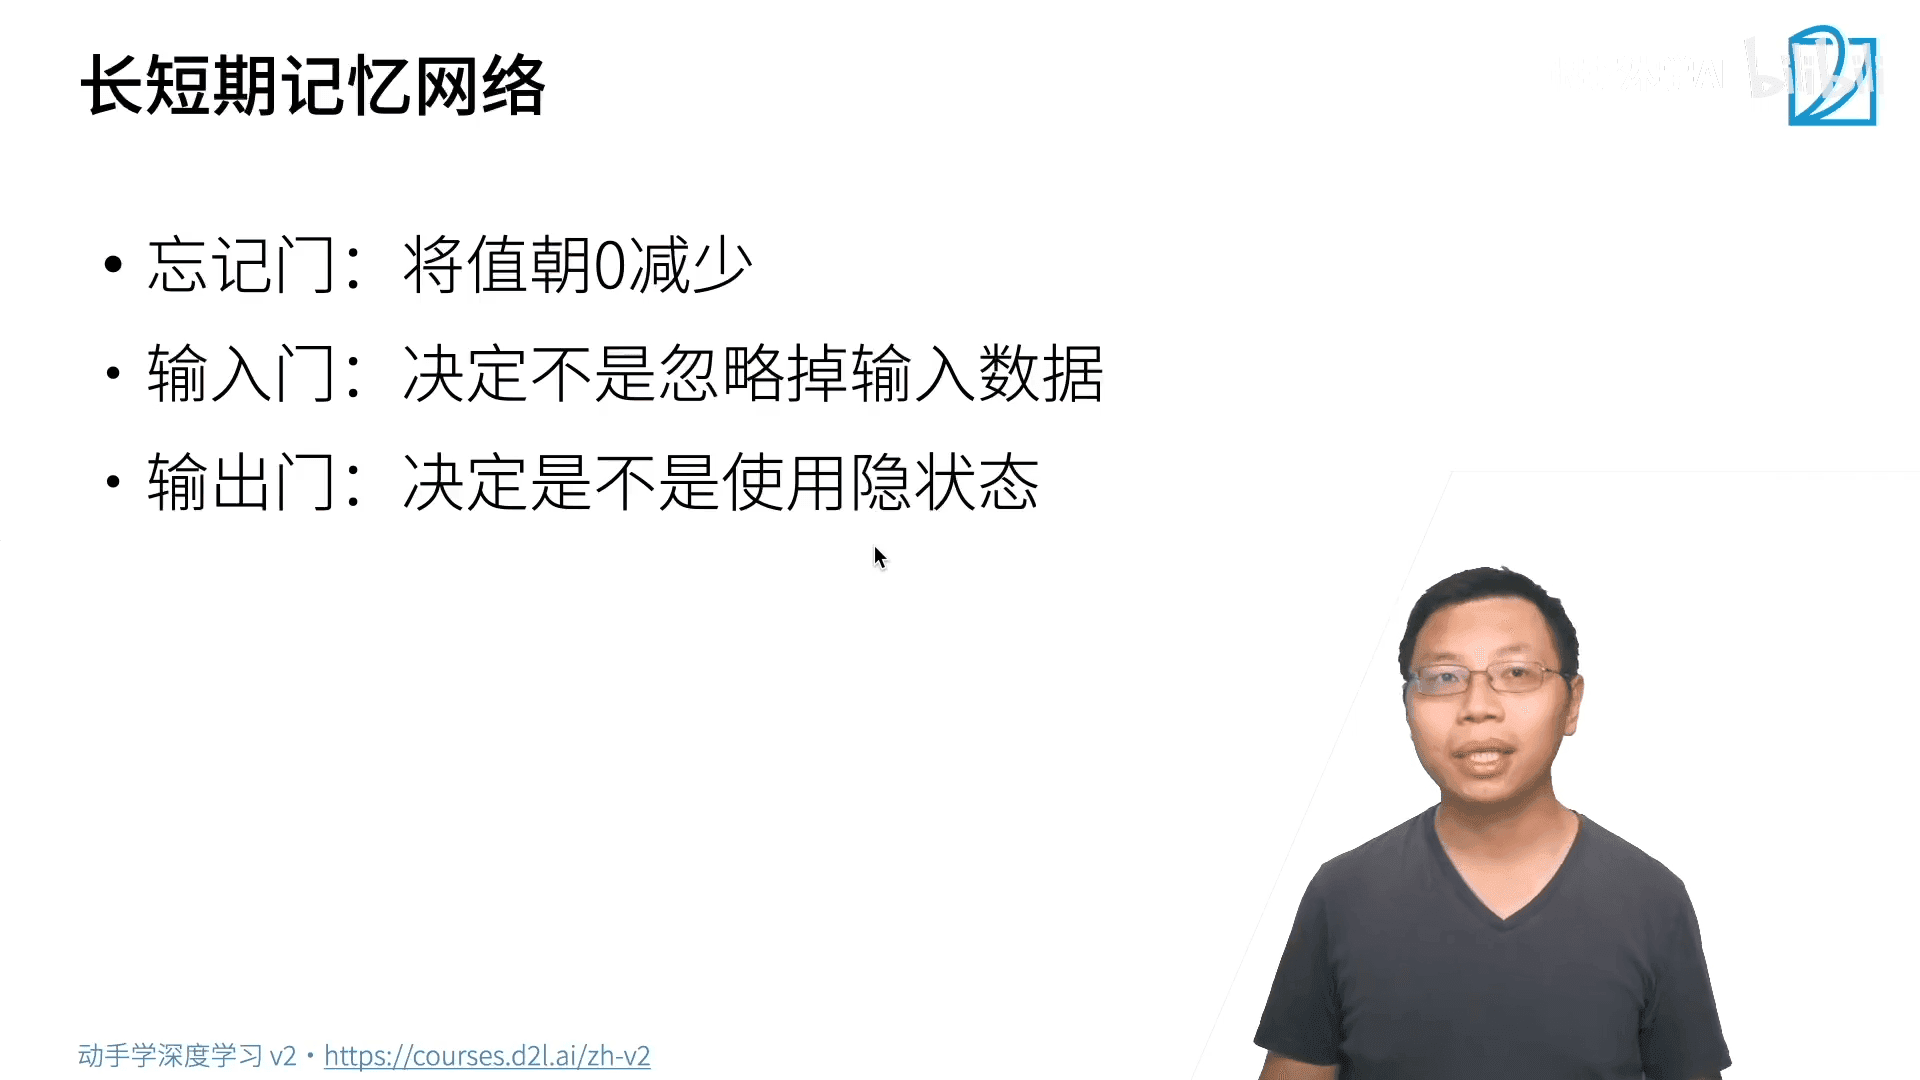 长短期记忆网络
• 忘记门：将值朝0减少
• 输入门：决定不是忽略掉输入数据
• 输出门：决定是不是使用隐状态
动手学深度学习 v2 • https://courses.d2l.ai/zh-v2